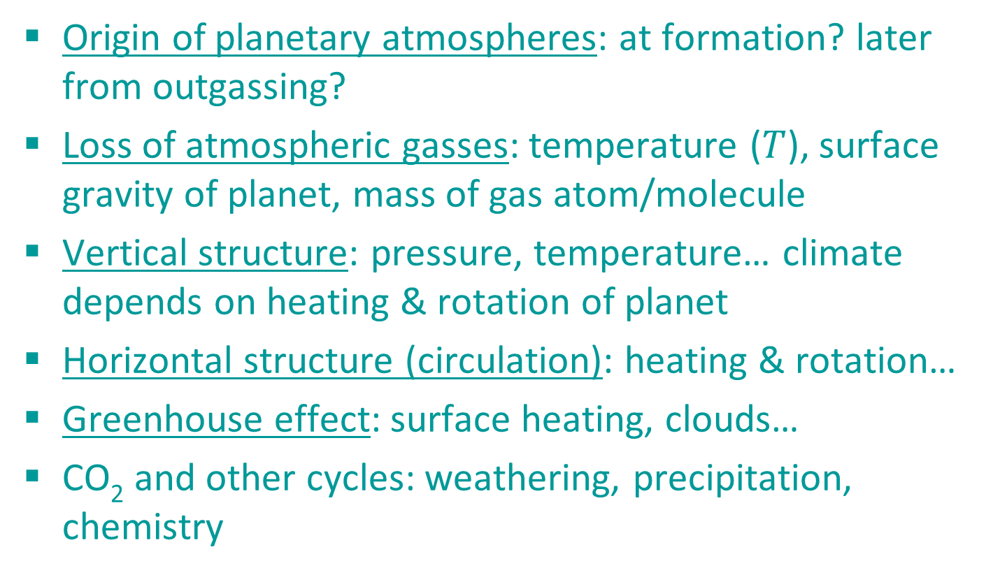 ▪ Origin of planetary atmospheres: at formation? later
from outgassing?
▪ Loss of atmospheric gasses: temperature (𝑇), surface
gravity of planet, mass of gas atom/molecule
▪ Vertical structure: pressure, temperature… climate
depends on heating & rotation of planet
▪ Horizontal structure (circulation): heating & rotation…
▪ Greenhouse effect: surface heating, clouds…
▪ CO₂ and other cycles: weathering, precipitation,
chemistry